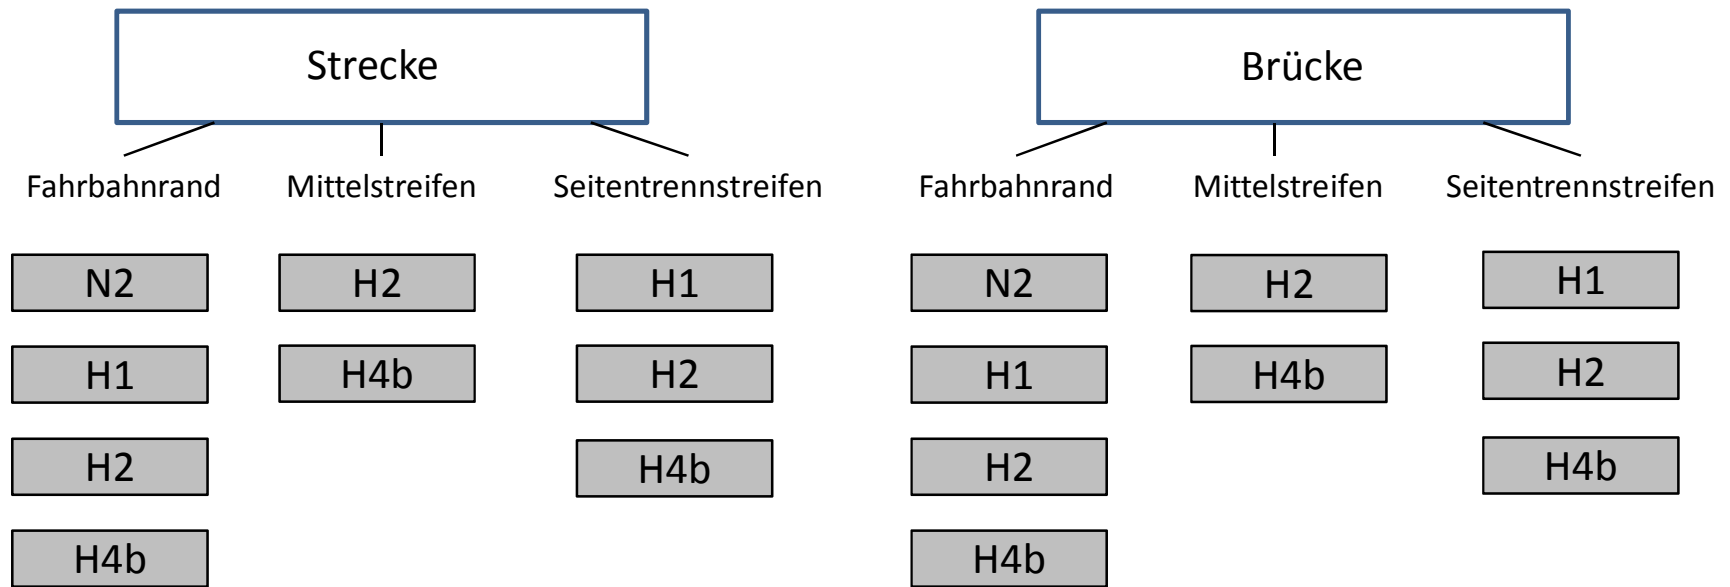 Strecke
Fahrbahnrand Mittelstreifen Seitentrennstreifen
N2 H2 H1
H1 H4b H2
H2 H4b
H4b
Brücke
Fahrbahnrand Mittelstreifen Seitentrennstreifen
N2 H2 H1
H1 H4b H2
H2 H4b
H4b